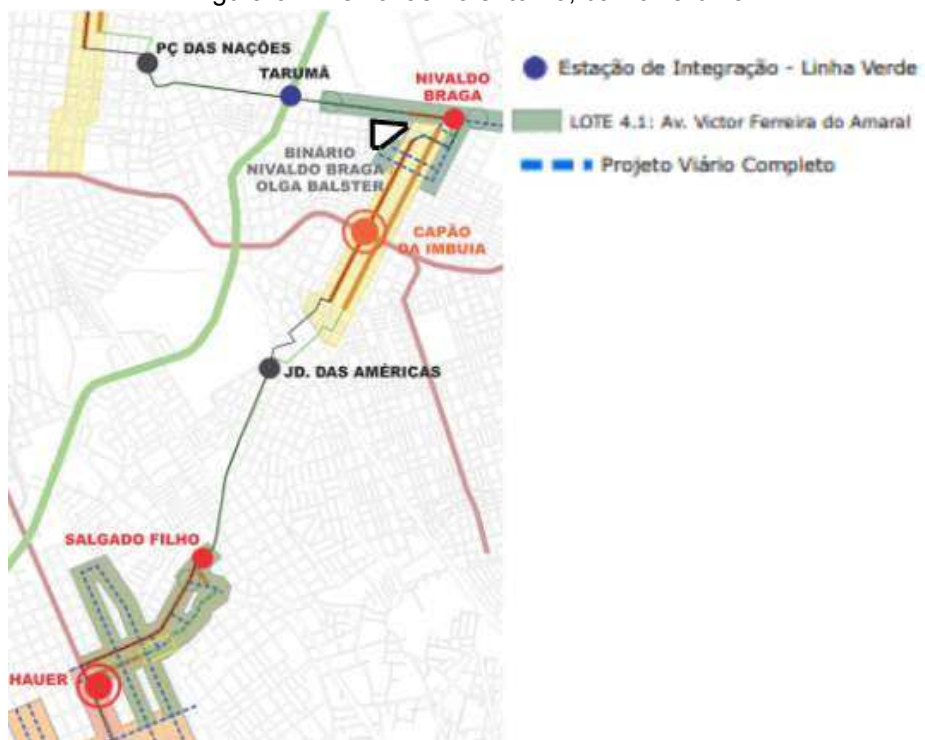 PÇ DAS NAÇÕES
TARUMÃ
NIVALDO
BRAGA
Estação de Integração - Linha Verde
LOTE 4.1: Av. Victor Ferreira do Amaral
Projeto Viário Completo
BINÁRIO
NIVALDO BRAGA
OLGA BALSTER
CAPÃO
DA IMBUIA
JD. DAS AMÉRICAS
SALGADO FILHO
HAUER